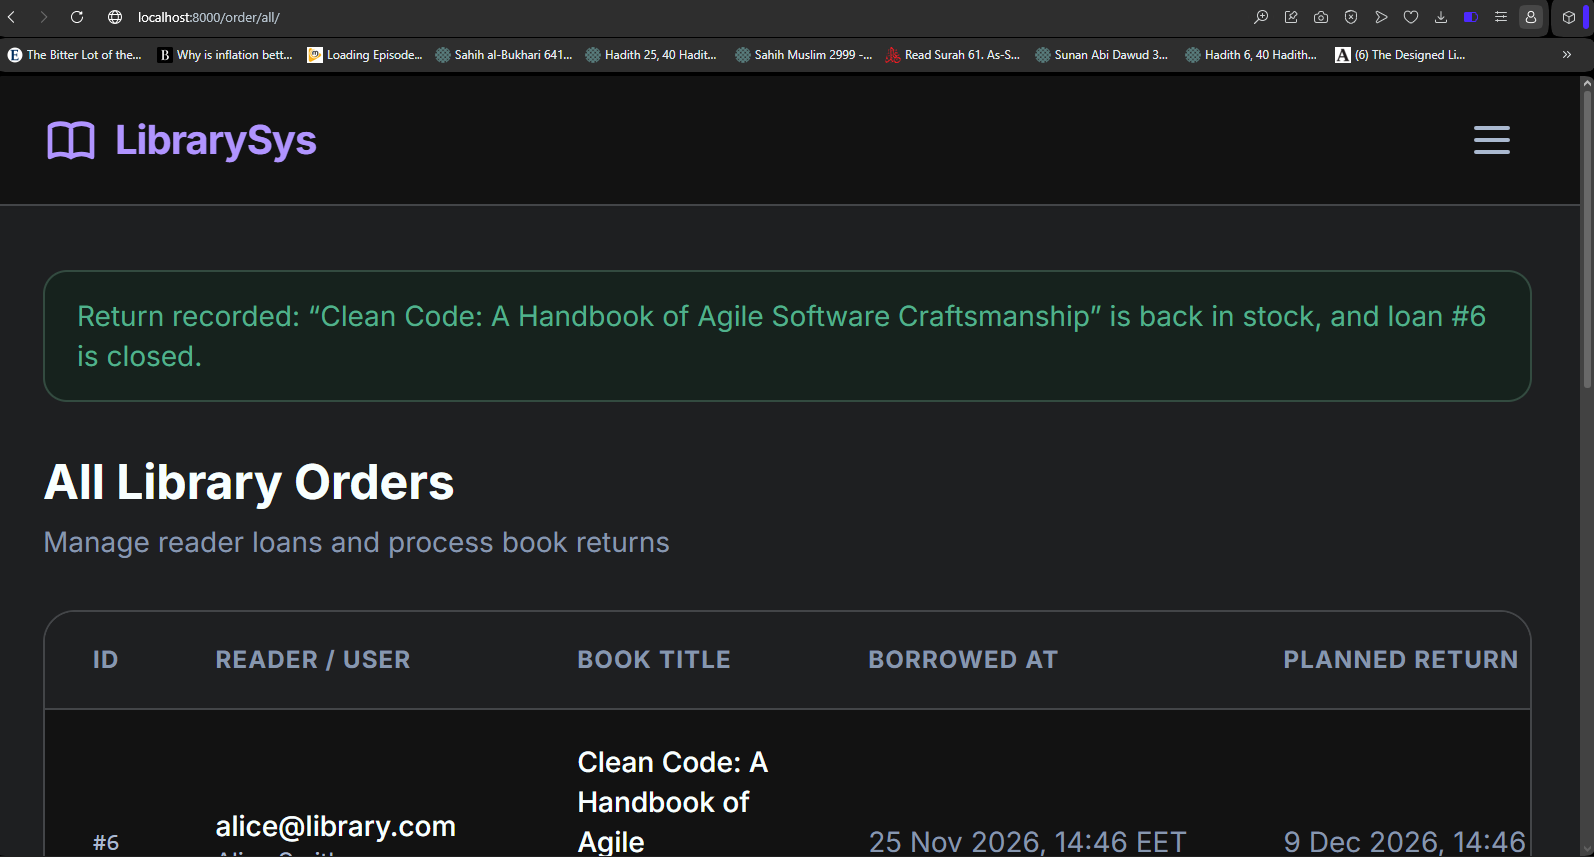 localhost:8000/order/all/
The Bitter Lot of the...
Why is inflation bett...
Loading Episode...
Sahih al-Bukhari 641...
Hadith 25, 40 Hadit...
Sahih Muslim 2999 -...
Read Surah 61. As-S...
Sunan Abi Dawud 3...
Hadith 6, 40 Hadith...
(6) The Designed Li...
LibrarySys
Return recorded: “Clean Code: A Handbook of Agile Software Craftsmanship” is back in stock, and loan #6
is closed.
All Library Orders
Manage reader loans and process book returns
ID READER / USER BOOK TITLE BORROWED AT PLANNED RETURN
Clean Code: A
Handbook of
alice@library.com
Agile
#6 25 Nov 2026, 14:46 EET 9 Dec 2026, 14:46